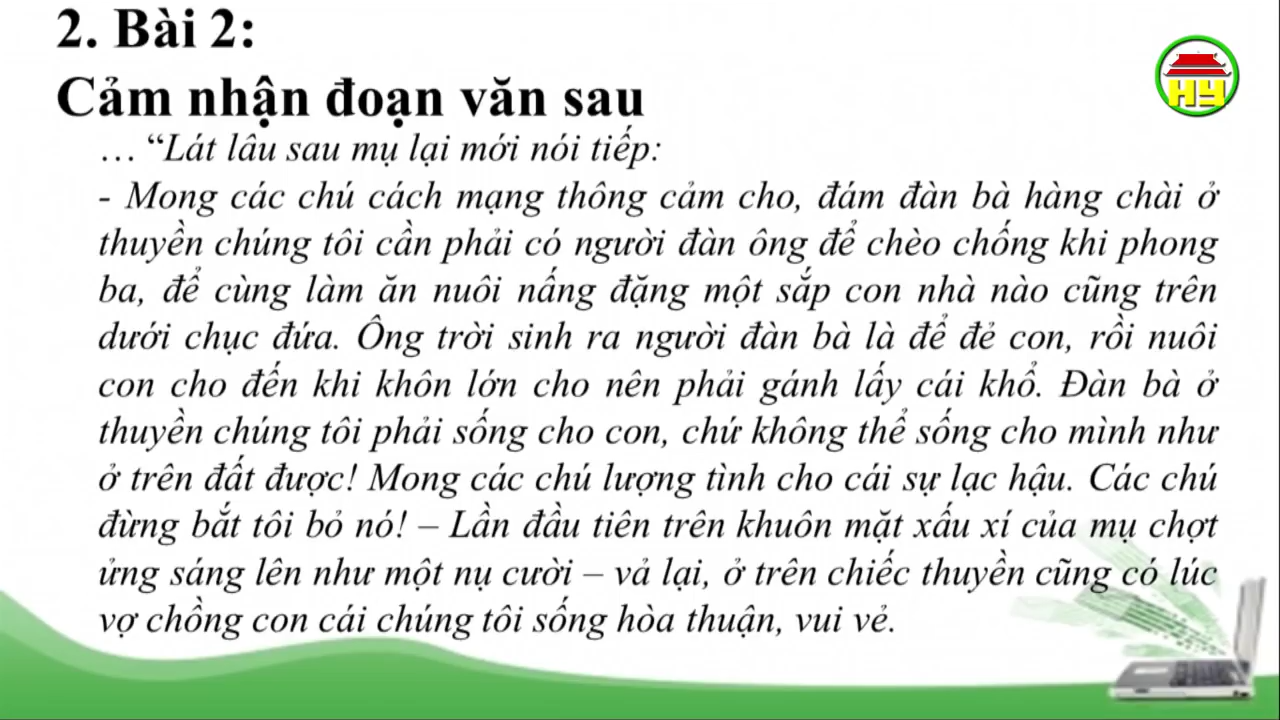 2. Bài 2:
Cảm nhận đoạn văn sau
… “Lát lâu sau mụ lại mới nói tiếp:
- Mong các chú cách mạng thông cảm cho, đám đàn bà hàng chài ở
thuyền chúng tôi cần phải có người đàn ông để chèo chống khi phong
ba, để cùng làm ăn nuôi nấng đặng một sắp con nhà nào cũng trên
dưới chục đứa. Ông trời sinh ra người đàn bà là để đẻ con, rồi nuôi
con cho đến khi khôn lớn cho nên phải gánh lấy cái khổ. Đàn bà ở
thuyền chúng tôi phải sống cho con, chứ không thể sống cho mình như
ở trên đất được! Mong các chú lượng tình cho cái sự lạc hậu. Các chú
đừng bắt tôi bỏ nó! – Lần đầu tiên trên khuôn mặt xấu xí của mụ chợt
ửng sáng lên như một nụ cười – vả lại, ở trên chiếc thuyền cũng có lúc
vợ chồng con cái chúng tôi sống hòa thuận, vui vẻ.
HY